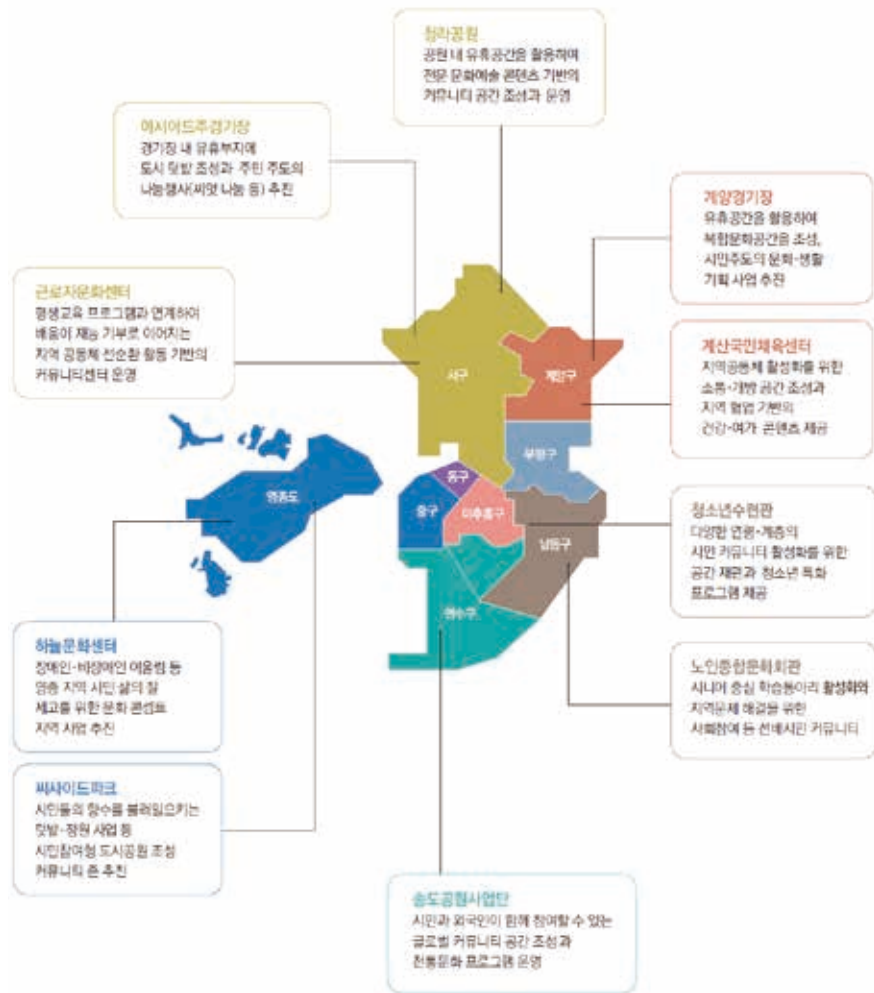 청라공원
공원 내 유휴공간을 활용하여
전문 문화예술 콘텐츠 기반의
커뮤니티 공간 조성과 운영
아시아드주경기장
경기장 내 유휴부지에
도시 텃밭 조성과 주민 주도의
나눔행사(씨앗 나눔 등) 추진
계양경기장
유휴공간을 활용하여
복합문화공간을 조성,
시민주도의 문화-생활
기획 사업 추진
근로자문화센터
평생교육 프로그램과 연계하여
배움이 재능 기부로 이어지는
지역 공동체 선순환 활동 기반의
커뮤니티센터 운영
계산국민체육센터
지역공동체 활성화를 위한
소통-개방 공간 조성과
지역 협업 기반의
건강-여가 콘텐츠 제공
서구
계양구
부평구
동구
영종도
중구
미추홀구
남동구
연수구
청소년수련관
다양한 연령-계층의
시민 커뮤니티 활성화를 위한
공간 재편과 청소년 특화
프로그램 제공
하늘문화센터
장애인-비장애인 어울림 등
영종 지역 시민 삶의 질
제고를 위한 문화 콘셉트
지역 사업 추진
노인종합문화회관
시니어 중심 학습동아리 활성화와
지역문제 해결을 위한
사회참여 등 선배시민 커뮤니티
씨사이드파크
시민들의 향수를 불러일으키는
텃밭-정원 사업 등
시민참여형 도시공원 조성
커뮤니티 존 추진
송도공원사업단
시민과 외국인이 함께 참여할 수 있는
글로벌 커뮤니티 공간 조성과
전통문화 프로그램 운영